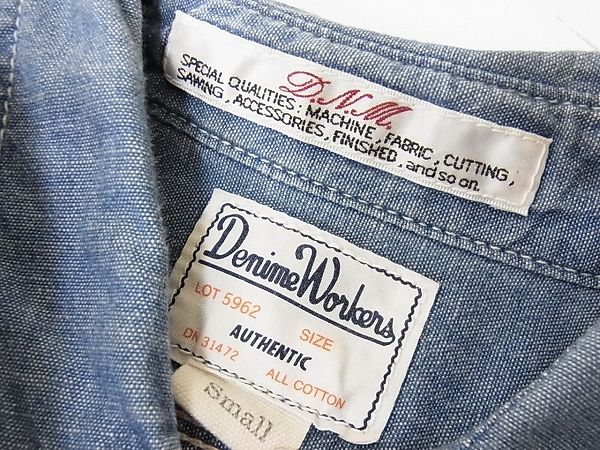 D.N.M.
SPECIAL QUALITIES : MACHINE , FABRIC , CUTTING ,
SAWING , ACCESSORIES , FINISHED , and so on.
Denime Workers
LOT 5962
SIZE
AUTHENTIC
DN 31472
ALL COTTON
Small